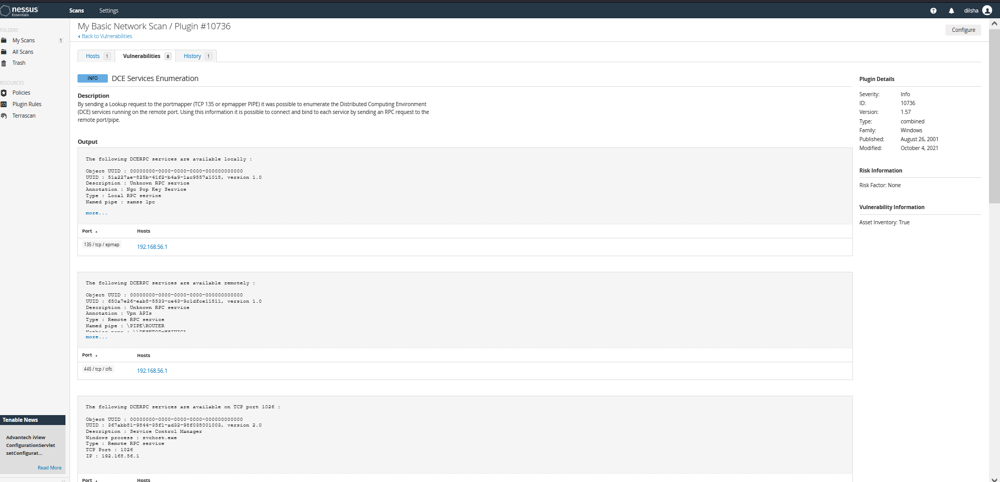 nessus
Essentials
Scans
Settings
dilsha
FOLDERS
My Scans 1
All Scans
Trash
RESOURCES
Policies
Plugin Rules
Terrascan
Tenable News
Advantech iView
ConfigurationServlet
setConfigurat...
Read More
My Basic Network Scan / Plugin #10736
Back to Vulnerabilities
Configure
Hosts 1
Vulnerabilities 8
History 1
INFO DCE Services Enumeration
Description
By sending a Lookup request to the portmapper (TCP 135 or epmapper PIPE) it was possible to enumerate the Distributed Computing Environment
(DCE) services running on the remote port. Using this information it is possible to connect and bind to each service by sending an RPC request to the
remote port/pipe.
Output
The following DCERPC services are available locally :
Object UUID : 00000000-0000-0000-0000-000000000000
UUID : 51a227ae-825b-41f2-b4a9-1ac9557a1018, version 1.0
Description : Unknown RPC service
Annotation : Ngc Pop Key Service
Type : Local RPC service
Named pipe : samss lpc
more...
Port Hosts
135 / tcp / epmap 192.168.56.1
The following DCERPC services are available remotely :
Object UUID : 00000000-0000-0000-0000-000000000000
UUID : 650a7e26-eab8-5533-ce43-9c1dfce11511, version 1.0
Description : Unknown RPC service
Annotation : Vpn APIs
Type : Remote RPC service
Named pipe : \PIPE\ROUTER
more...
Port Hosts
445 / tcp / cifs 192.168.56.1
The following DCERPC services are available on TCP port 1026 :
Object UUID : 00000000-0000-0000-0000-000000000000
UUID : 367abb81-9844-35f1-ad32-98f038001003, version 2.0
Description : Service Control Manager
Windows process : svchost.exe
Type : Remote RPC service
TCP Port : 1026
IP : 192.168.56.1
Port Hosts
Plugin Details
Severity: Info
ID: 10736
Version: 1.57
Type: combined
Family: Windows
Published: August 26, 2001
Modified: October 4, 2021
Risk Information
Risk Factor: None
Vulnerability Information
Asset Inventory: True